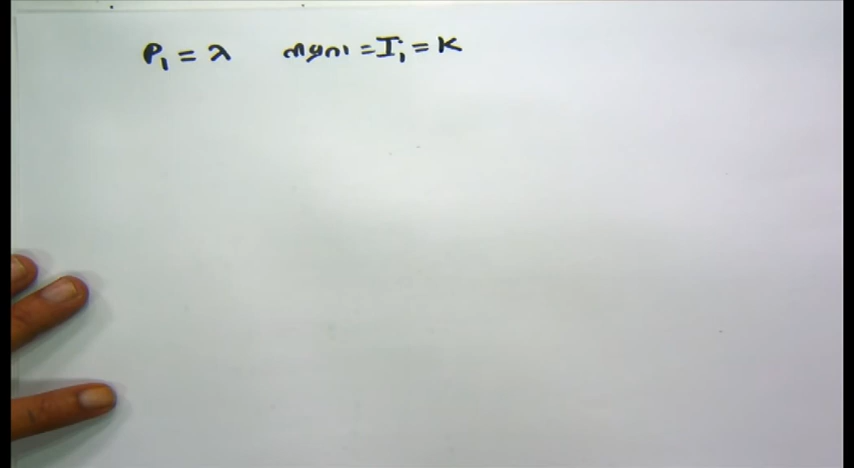 P₁ = λ
= I₁ = K